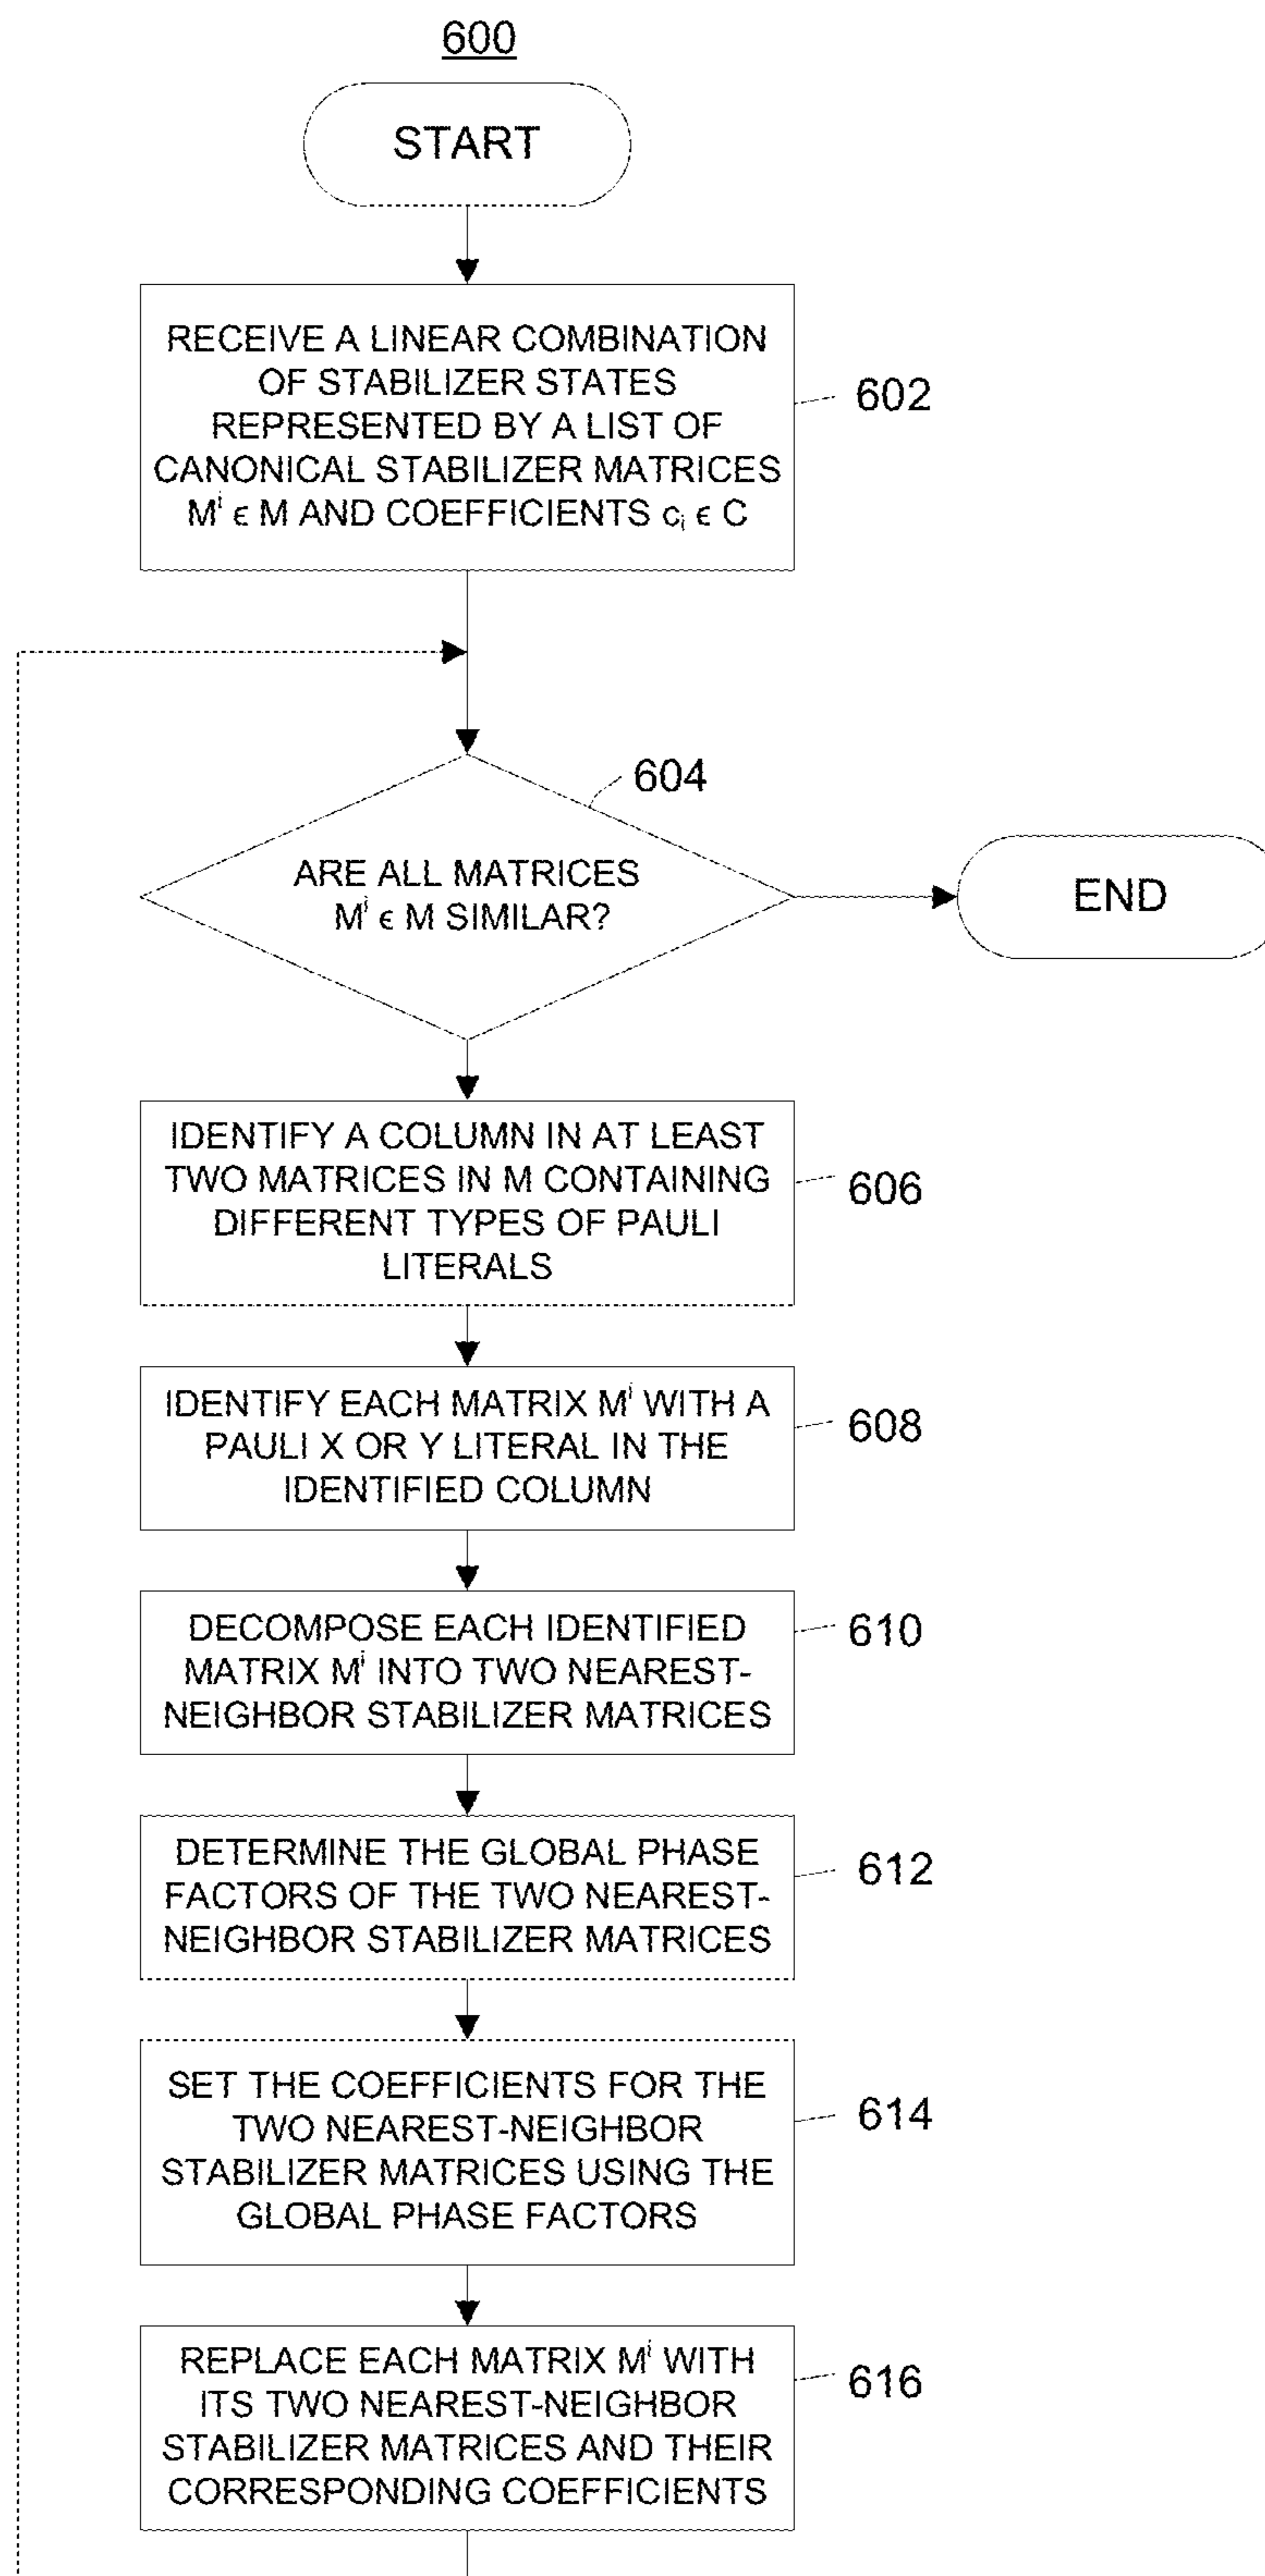 600
START
RECEIVE A LINEAR COMBINATION
OF STABILIZER STATES
REPRESENTED BY A LIST OF
CANONICAL STABILIZER MATRICES
Mⁱ ϵ M AND COEFFICIENTS cᵢ ϵ C
602
604
ARE ALL MATRICES
Mⁱ ϵ M SIMILAR?
END
IDENTIFY A COLUMN IN AT LEAST
TWO MATRICES IN M CONTAINING
DIFFERENT TYPES OF PAULI
LITERALS
606
IDENTIFY EACH MATRIX Mⁱ WITH A
PAULI X OR Y LITERAL IN THE
IDENTIFIED COLUMN
608
DECOMPOSE EACH IDENTIFIED
MATRIX Mⁱ INTO TWO NEAREST-
NEIGHBOR STABILIZER MATRICES
610
DETERMINE THE GLOBAL PHASE
FACTORS OF THE TWO NEAREST-
NEIGHBOR STABILIZER MATRICES
612
SET THE COEFFICIENTS FOR THE
TWO NEAREST-NEIGHBOR
STABILIZER MATRICES USING THE
GLOBAL PHASE FACTORS
614
REPLACE EACH MATRIX Mⁱ WITH
ITS TWO NEAREST-NEIGHBOR
STABILIZER MATRICES AND THEIR
CORRESPONDING COEFFICIENTS
616